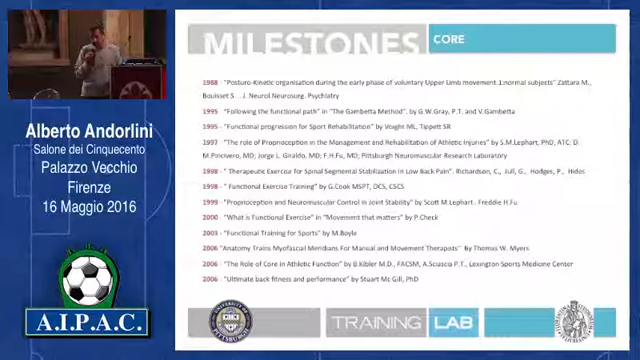 MILESTONES
CORE
1988 - "Posturo-Kinetic organisation during the early phase of voluntary Upper Limb movement .1:normal subjects" Zattara M.,
Bouisset S. . J. Neurol Neurosurg. Psychiatry
1995 - "Following the functional path" in "The Gambetta Method". by G.W.Gray, P.T. and V.Gambetta
1995 - "Functional progression for Sport Rehabilitation" by Voaght ML, Tippett SR
1997 - "The role of Proprioception in the Management and Rehabilitation of Athletic Injuries" by S.M.Lephart, PhD, ATC: D.
M.Pincivero, MD; Jorge L. Giraldo, MD; F.H.Fu, MD; Pittsburgh Neuromuscular Research Laboratory
1998 - " Therapeutic Exercise for Spinal Segmental Stabilization in Low Back Pain". Richardson, C., Jull, G., Hodges, P., Hides
1998 - " Functional Exercise Training" by G.Cook MSPT, OCS, CSCS
1999 - "Proprioception and Neuromuscular Control in Joint Stability" by Scott M.Lephart . Freddie H.Fu
2000 - "What is Functional Exercise" in "Movement that matters" by P.Check
2003 - "Functional Training for Sports" by M.Boyle
2006 "Anatomy Trains Myofascial Meridians For Manual and Movement Therapists" By Thomas W. Myers
2006 - "The Role of Core in Athletic Function" by B.Kibler M.D., FACSM, A.Scuascia P.T., Lexington Sports Medicine Center
2006 - "Ultimate back fitness and performance" by Stuart Mc Gill, PhD
TRAINING LAB
Alberto Andorlini
Salone dei Cinquecento
Palazzo Vecchio
Firenze
16 Maggio 2016
A.I.P.A.C.